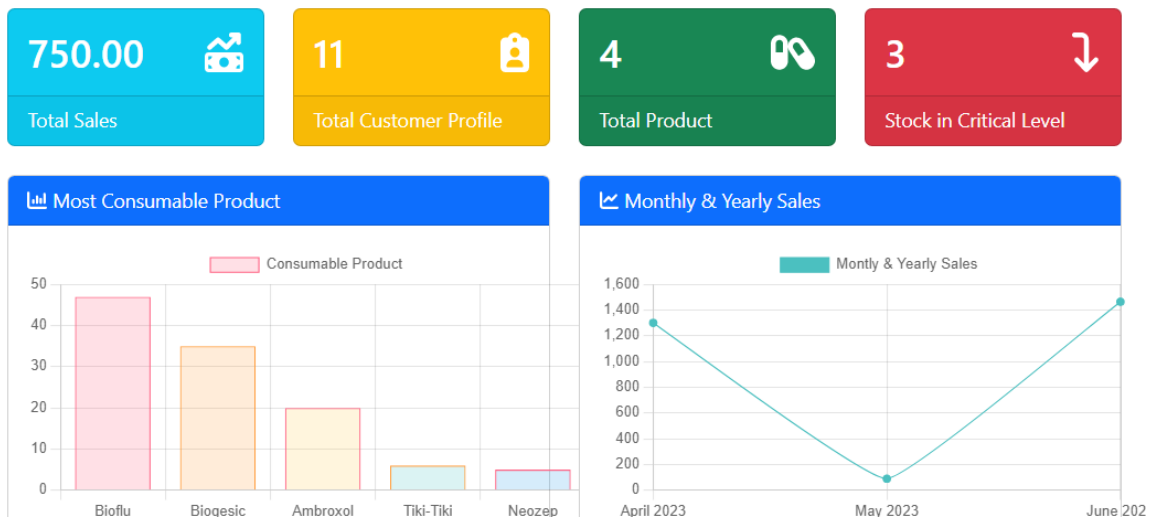 750.00
Total Sales
11
Total Customer Profile
4
Total Product
3
Stock in Critical Level
Most Consumable Product
Consumable Product
50
40
30
20
10
0
Bioflu Biogesic Ambroxol Tiki-Tiki Neozep
Monthly & Yearly Sales
Montly & Yearly Sales
1,600
1,400
1,200
1,000
800
600
400
200
0
April 2023 May 2023 June 202